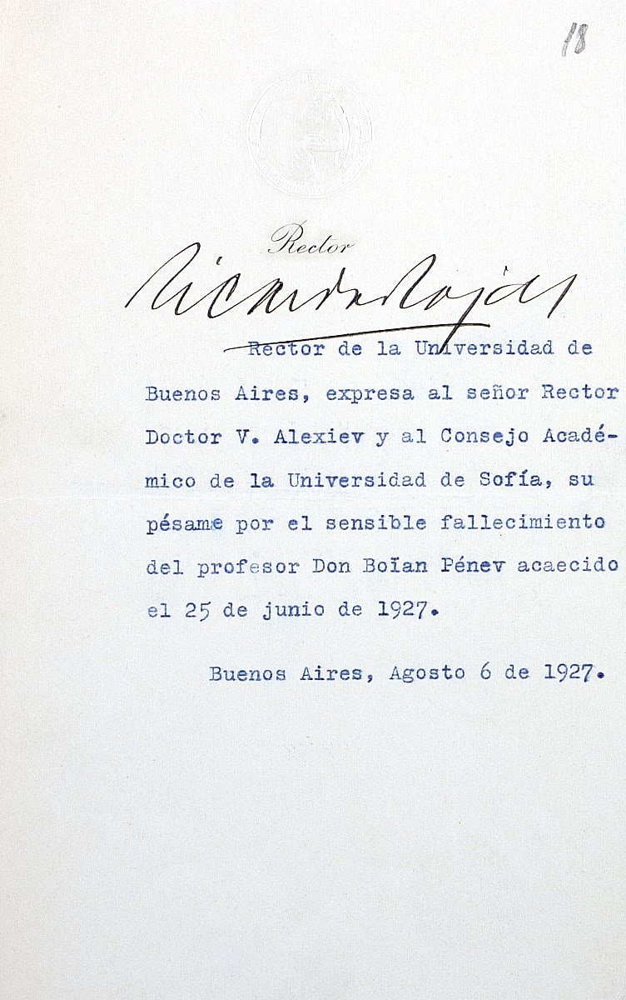 18
Rector
Ricardo Rojas
Rector de la Universidad de
Buenos Aires, expresa al señor Rector
Doctor V. Alexiev y al Consejo Acadé-
mico de la Universidad de Sofía, su
pésame por el sensible fallecimiento
del profesor Don Boïan Pénev acaecido
el 25 de junio de 1927.
Buenos Aires, Agosto 6 de 1927.